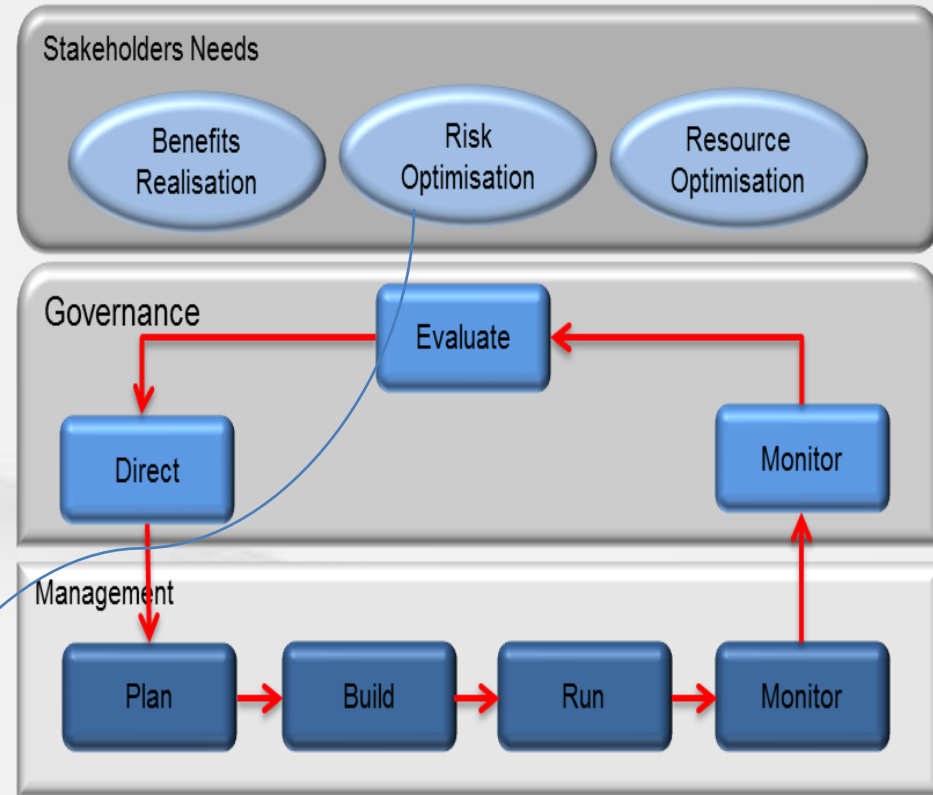 Stakeholders Needs
Benefits
Realisation
Risk
Optimisation
Resource
Optimisation
Governance
Evaluate
Direct
Monitor
Management
Plan
Build
Run
Monitor